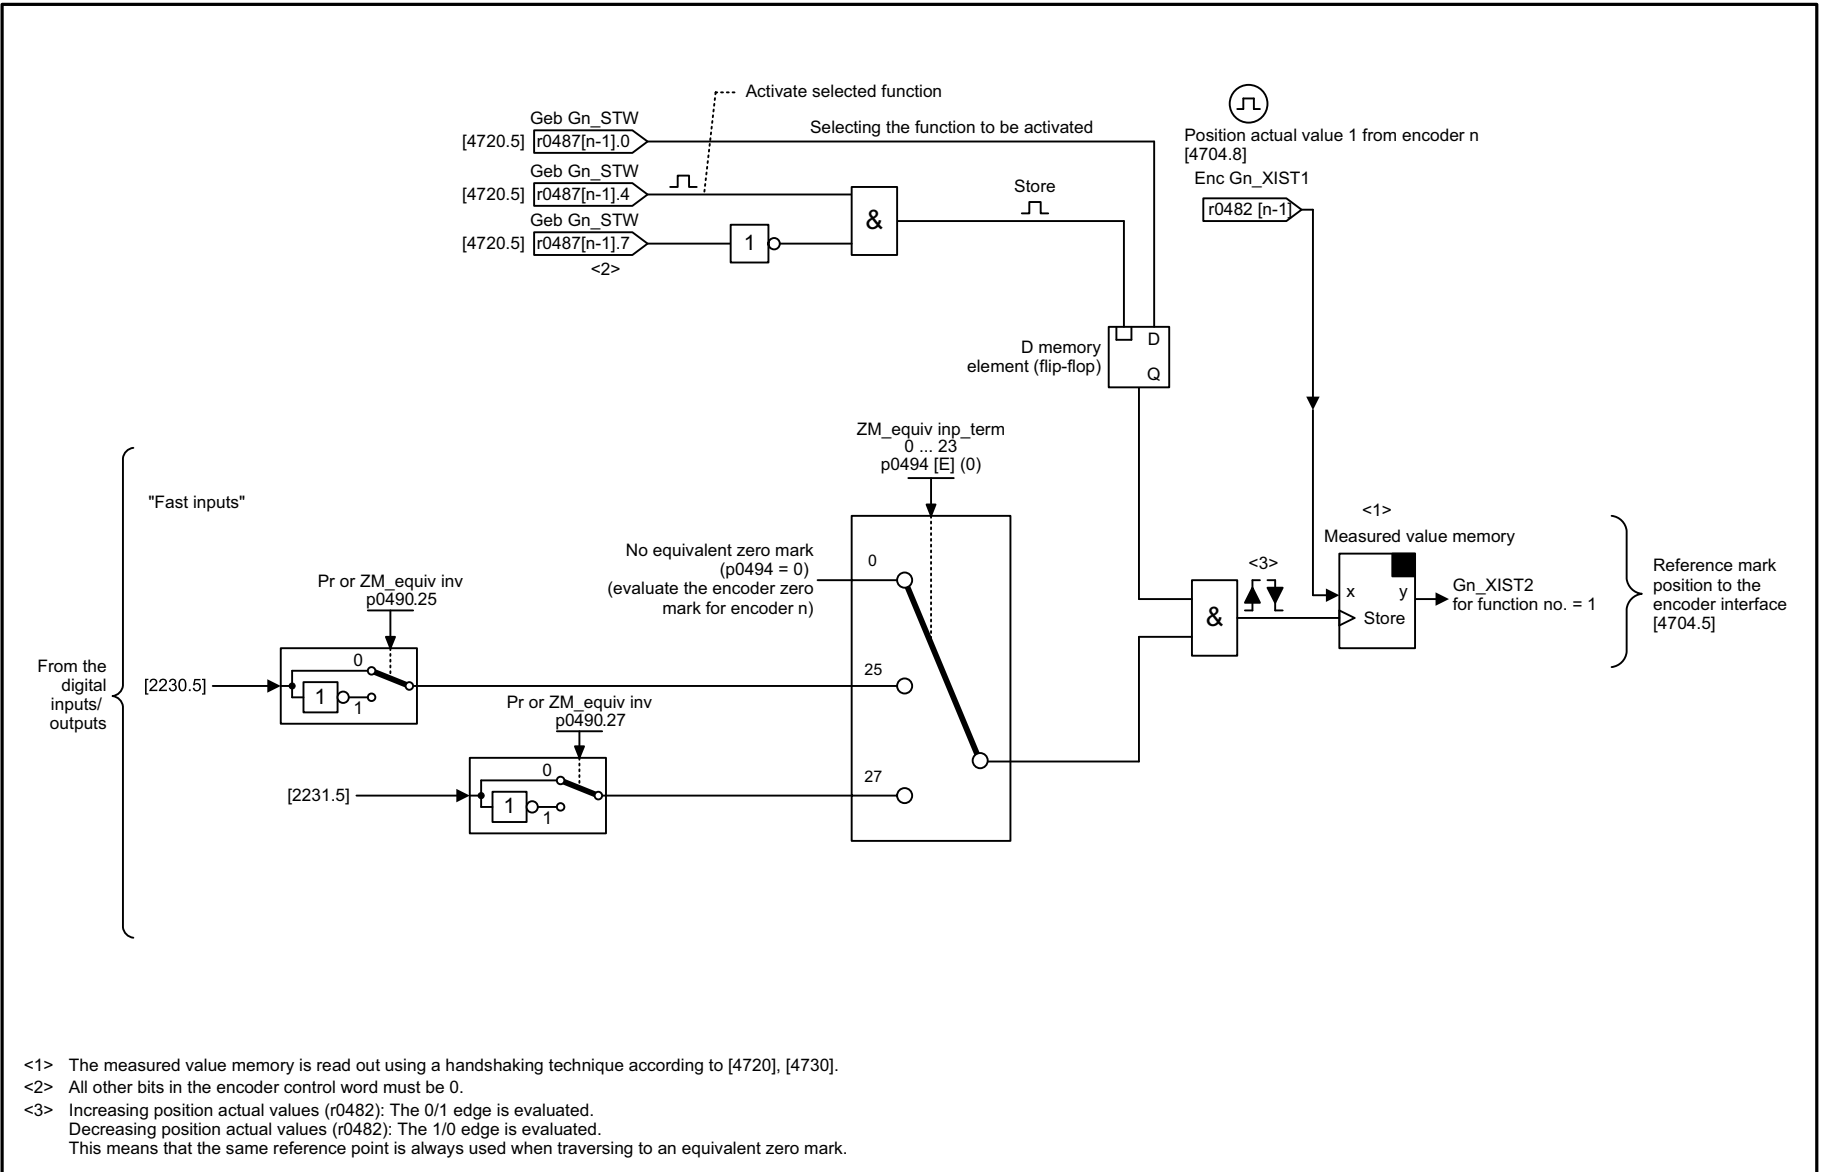 Activate selected function
Geb Gn_STW
[4720.5] r0487[n-1].0
Selecting the function to be activated
Geb Gn_STW
[4720.5] r0487[n-1].4
Geb Gn_STW
[4720.5] r0487[n-1].7
<2>
1
&
Store
Position actual value 1 from encoder n
[4704.8]
Enc Gn_XIST1
r0482 [n-1]
D memory
element (flip-flop)
D
Q
ZM_equiv inp_term
0 ... 23
p0494 [E] (0)
"Fast inputs"
No equivalent zero mark
(p0494 = 0)
(evaluate the encoder zero
mark for encoder n)
0
25
27
Pr or ZM_equiv inv
p0490.25
From the
digital
inputs/
outputs
[2230.5]
0
1
1
Pr or ZM_equiv inv
p0490.27
[2231.5]
0
1
1
&
<3>
<1>
Measured value memory
x
y
Store
Gn_XIST2
for function no. = 1
Reference mark
position to the
encoder interface
[4704.5]
<1> The measured value memory is read out using a handshaking technique according to [4720], [4730].
<2> All other bits in the encoder control word must be 0.
<3> Increasing position actual values (r0482): The 0/1 edge is evaluated.
Decreasing position actual values (r0482): The 1/0 edge is evaluated.
This means that the same reference point is always used when traversing to an equivalent zero mark.